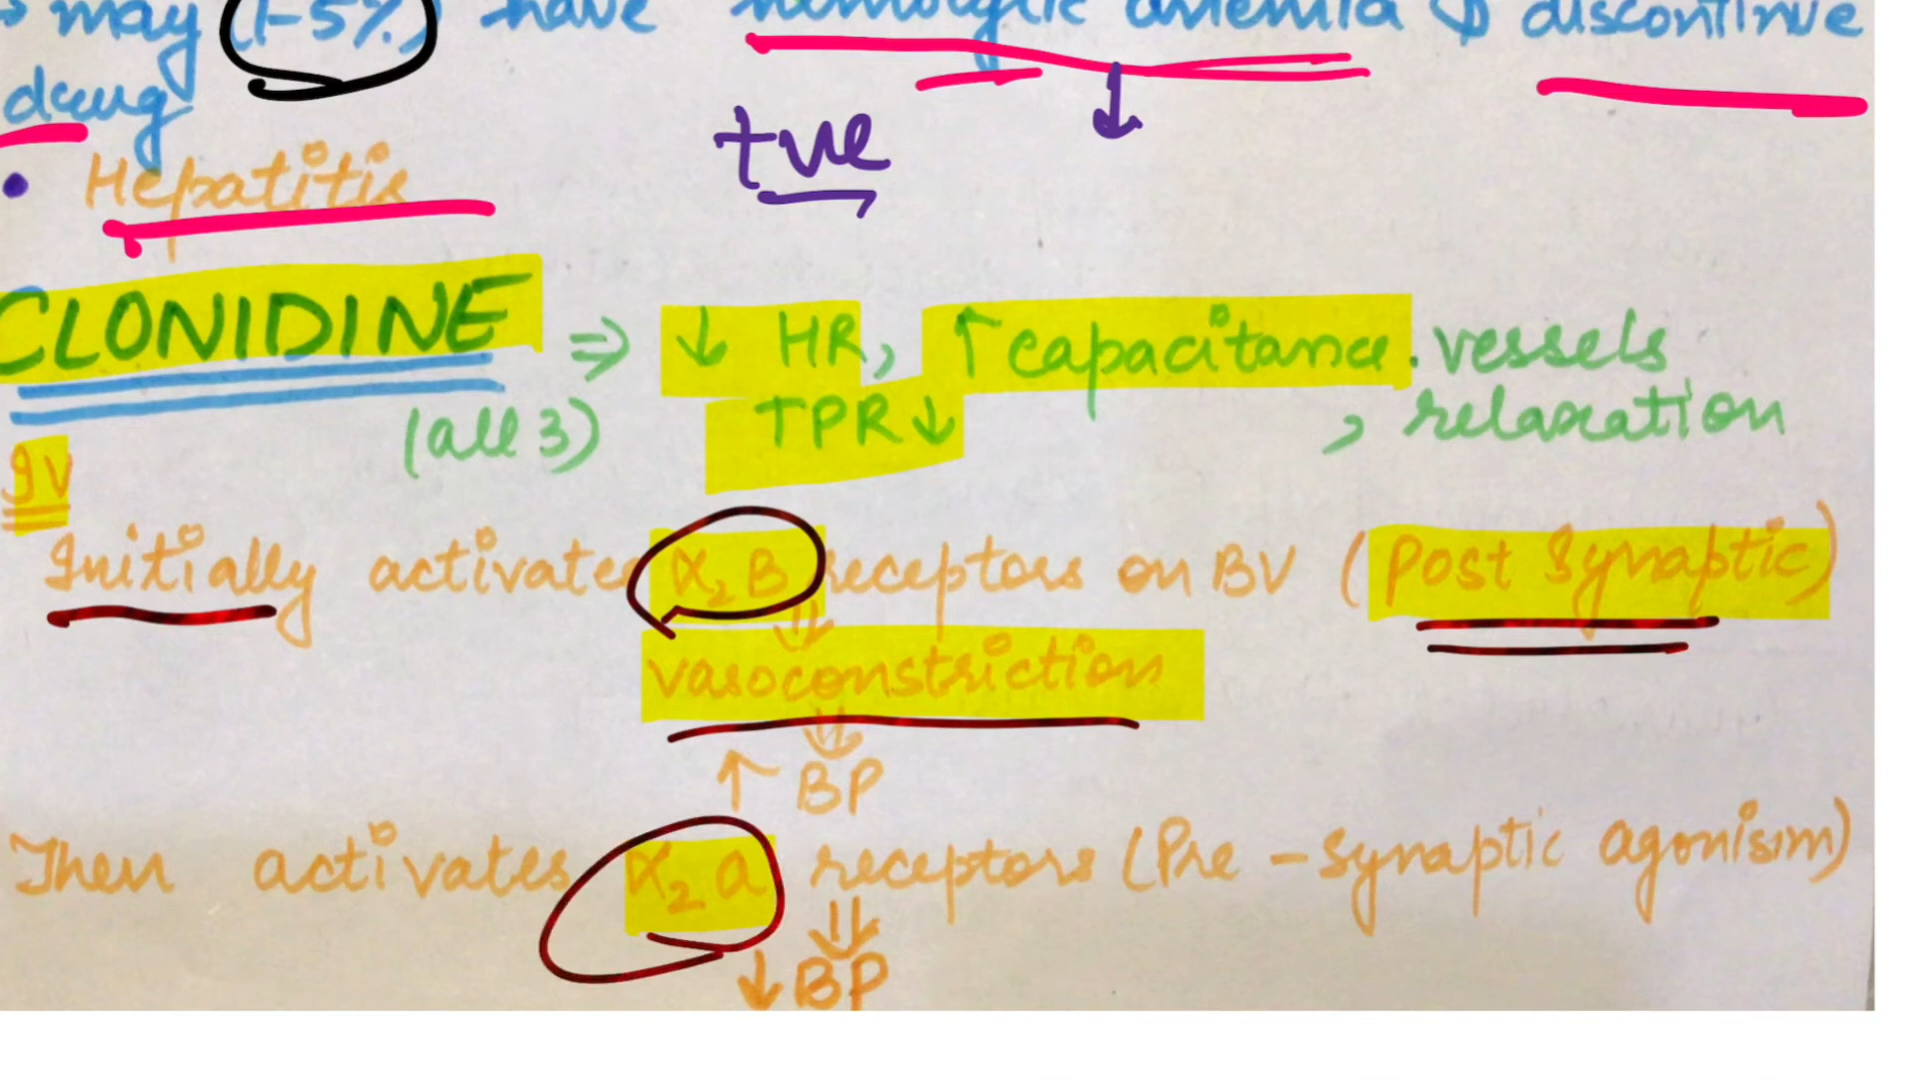 may (1-5%) have hemolytic anemia & discontinue
drug
+ve ↓
• Hepatitis
CLONIDINE ⇒ ↓ HR, ↑ capacitance vessels
(all 3) TPR↓ , relaxation
IV
Initially activates α₂B receptors on BV (Post Synaptic)
⇓
vasoconstriction
⇓
↑ BP
Then activates α₂a receptors (Pre-synaptic agonism)
⇓
↓ BP